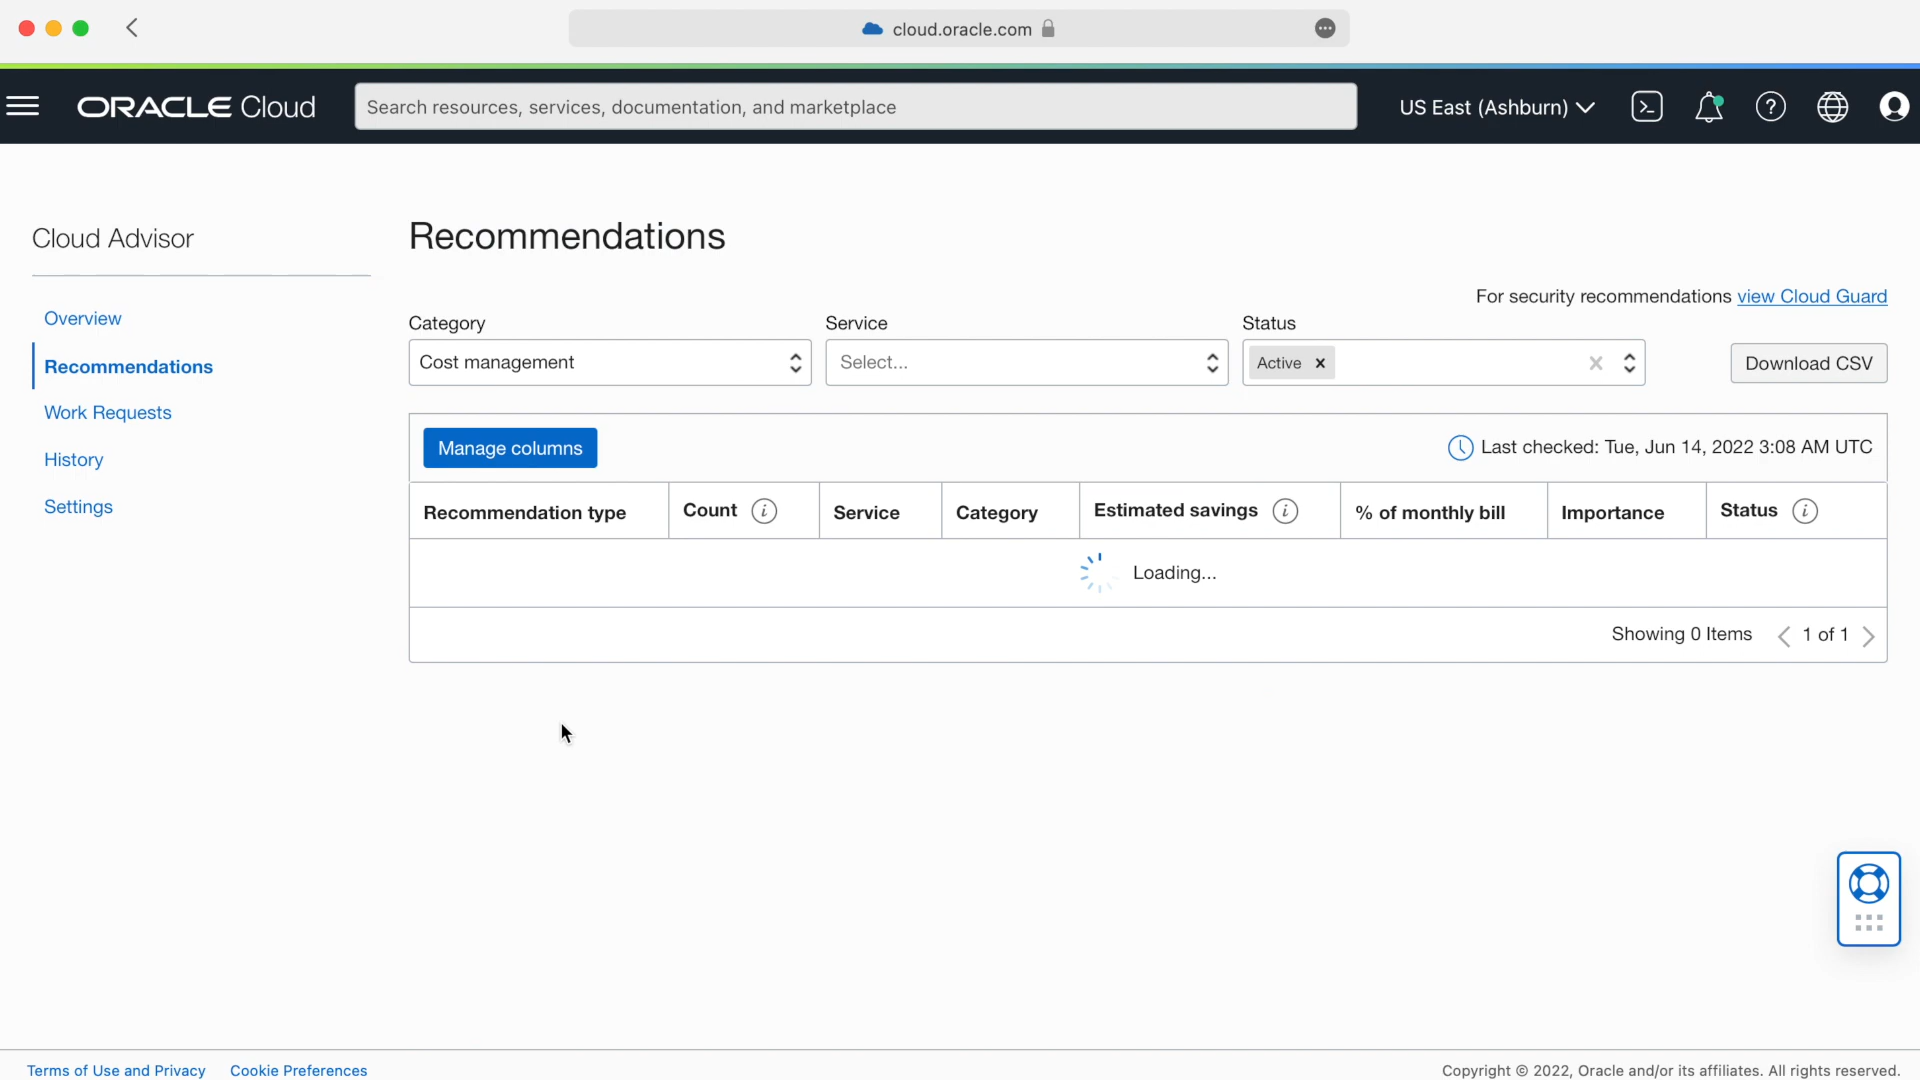 cloud.oracle.com
ORACLE Cloud
Search resources, services, documentation, and marketplace
US East (Ashburn)
Cloud Advisor
Overview
Recommendations
Work Requests
History
Settings
Recommendations
For security recommendations view Cloud Guard
Category
Service
Status
Cost management
Select...
Active ×
Download CSV
Manage columns
Last checked: Tue, Jun 14, 2022 3:08 AM UTC
Recommendation type
Count
Service
Category
Estimated savings
% of monthly bill
Importance
Status
Loading...
Showing 0 Items
1 of 1
Terms of Use and Privacy
Cookie Preferences
Copyright © 2022, Oracle and/or its affiliates. All rights reserved.